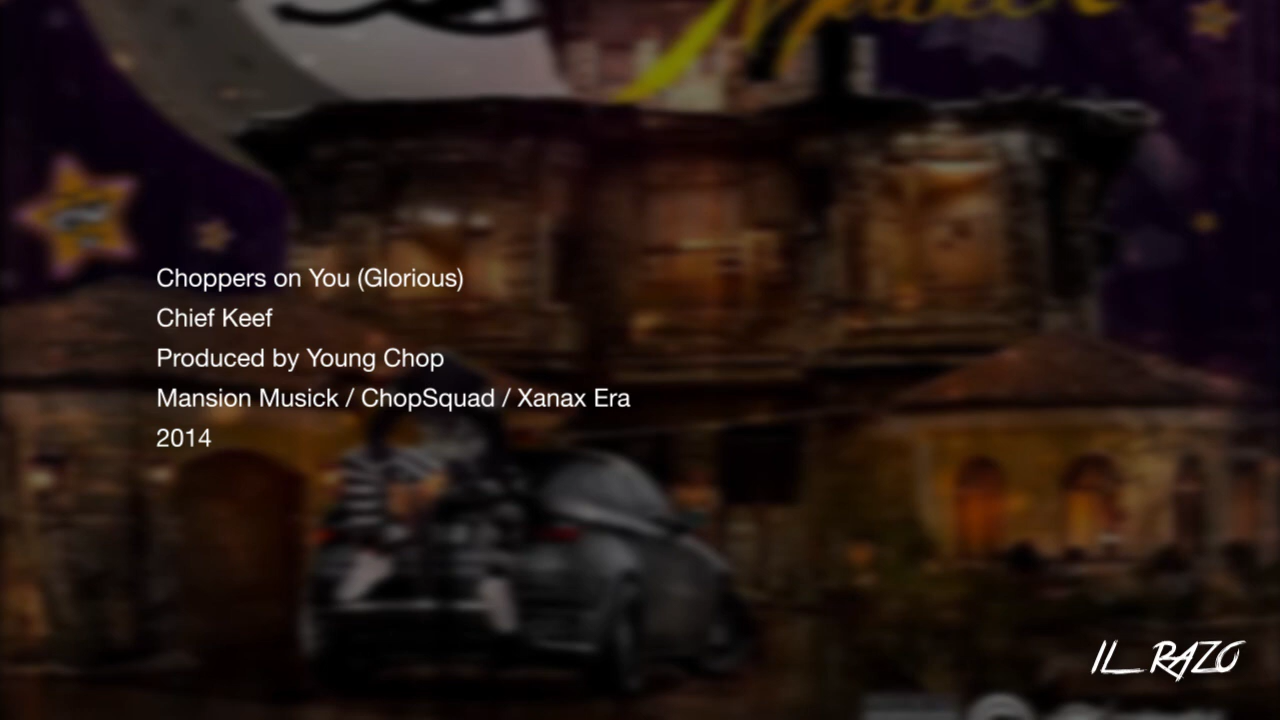 Choppers on You (Glorious)
Chief Keef
Produced by Young Chop
Mansion Musick / ChopSquad / Xanax Era
2014
IL RAZO